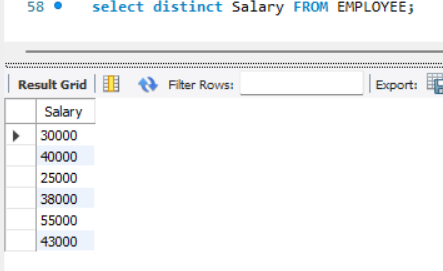 58 select distinct Salary FROM EMPLOYEE;
Result Grid Filter Rows: Export:
Salary
30000
40000
25000
38000
55000
43000